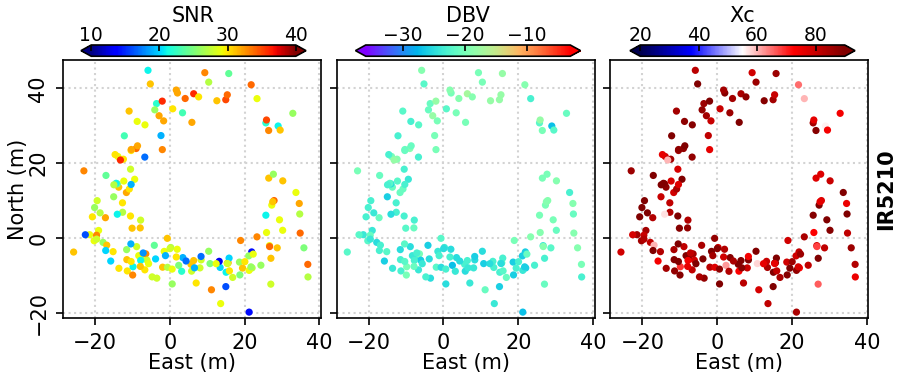 SNR DBV Xc
10 20 30 40 −30 −20 −10 20 40 60 80
North (m)
40
20
0
−20
−20 0 20 40 −20 0 20 40 −20 0 20 40
East (m) East (m) East (m)
IR5210